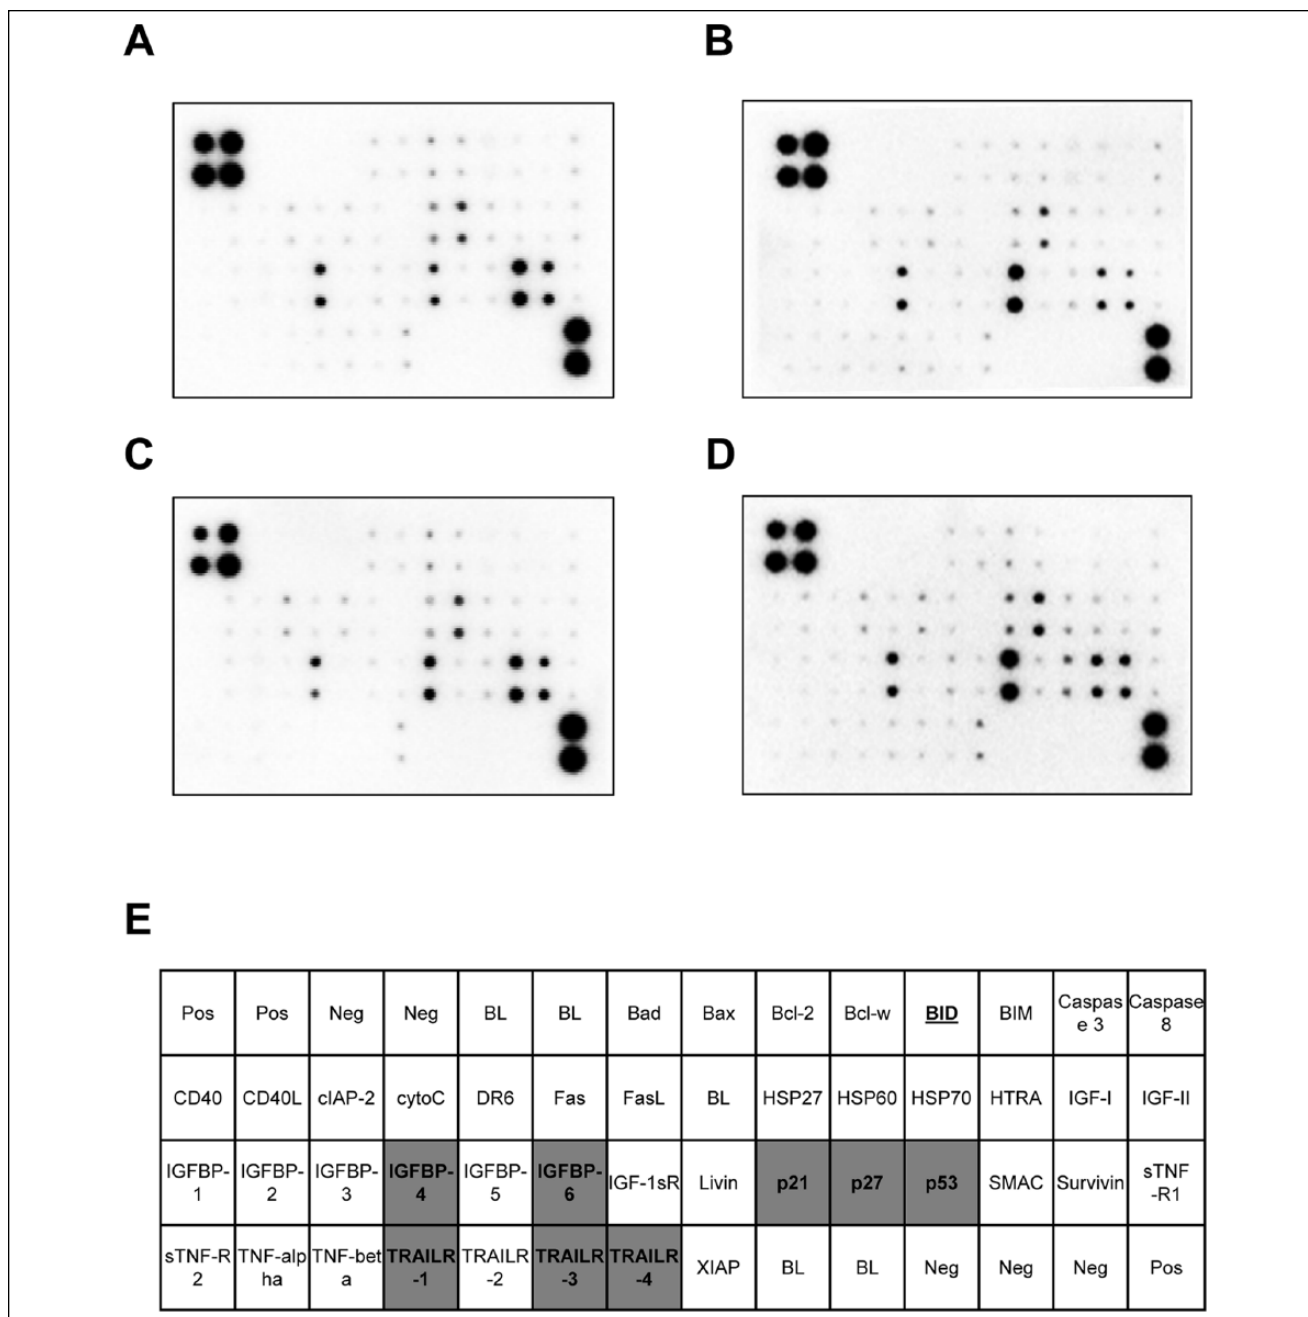 A
B
C
D
E
Pos Pos Neg Neg BL BL Bad Bax Bcl-2 Bcl-w BID BIM Caspas e 3 Caspase 8
CD40 CD40L cIAP-2 cytoC DR6 Fas FasL BL HSP27 HSP60 HSP70 HTRA IGF-I IGF-II
IGFBP- 1 IGFBP- 2 IGFBP- 3 IGFBP- 4 IGFBP- 5 IGFBP- 6 IGF-1sR Livin p21 p27 p53 SMAC Survivin sTNF -R1
sTNF-R 2 TNF-alp ha TNF-bet a TRAILR -1 TRAILR -2 TRAILR -3 TRAILR -4 XIAP BL BL Neg Neg Neg Pos